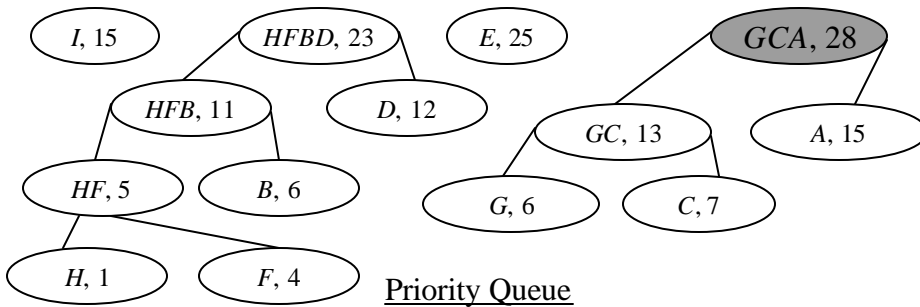 I, 15 HFBD, 23 E, 25 GCA, 28
HFB, 11 D, 12 GC, 13 A, 15
HF, 5 B, 6 G, 6 C, 7
H, 1 F, 4
Priority Queue